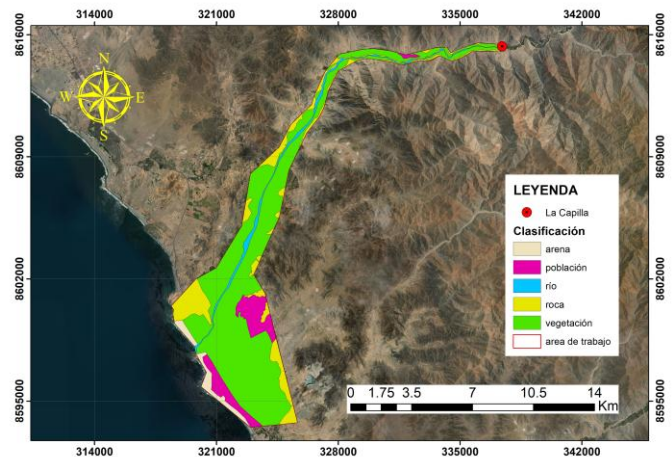 314000 321000 328000 335000 342000
8616000 8616000
N
W E
S
8609000 8609000
LEYENDA
La Capilla
Clasificación
arena
población
río
roca
vegetación
area de trabajo
8602000 8602000
0 1.75 3.5 7 10.5 14
Km
8595000 8595000
314000 321000 328000 335000 342000